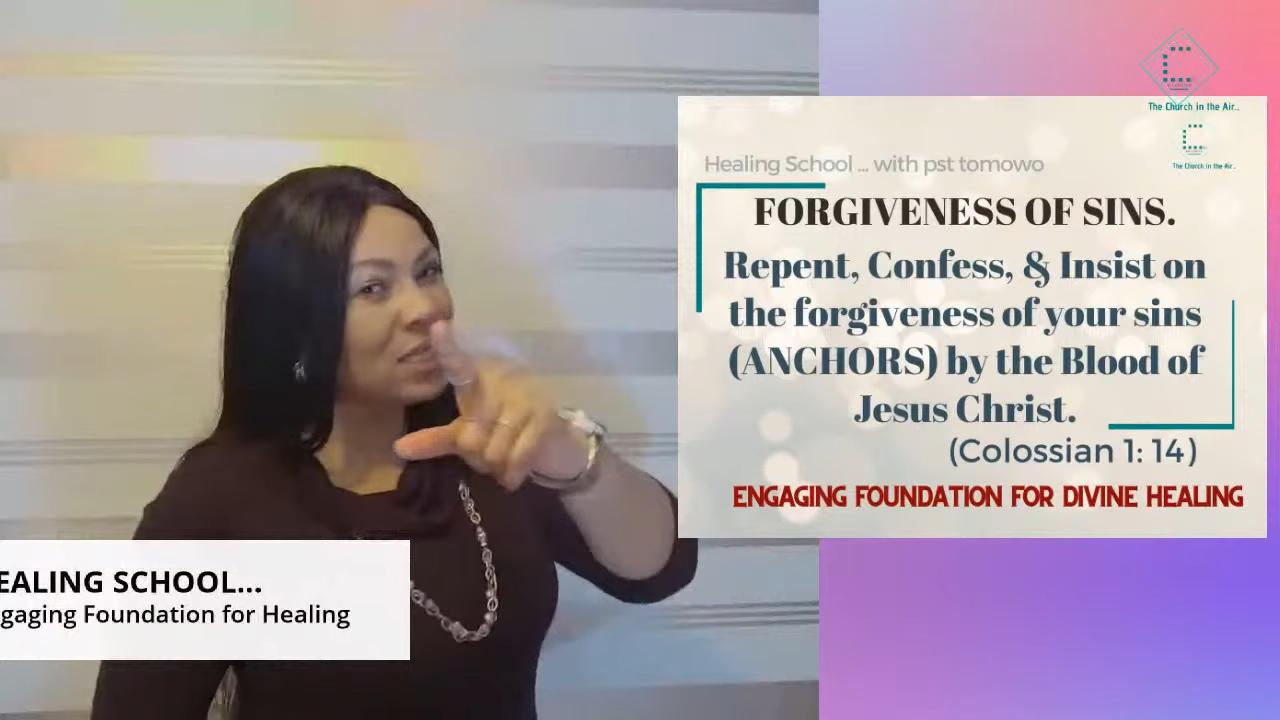 The Church in the Air..
The Church in the Air..
Healing School ... with pst tomowo
FORGIVENESS OF SINS.
Repent, Confess, & Insist on
the forgiveness of your sins
(ANCHORS) by the Blood of
Jesus Christ.
(Colossian 1: 14)
ENGAGING FOUNDATION FOR DIVINE HEALING
EALING SCHOOL...
gaging Foundation for Healing